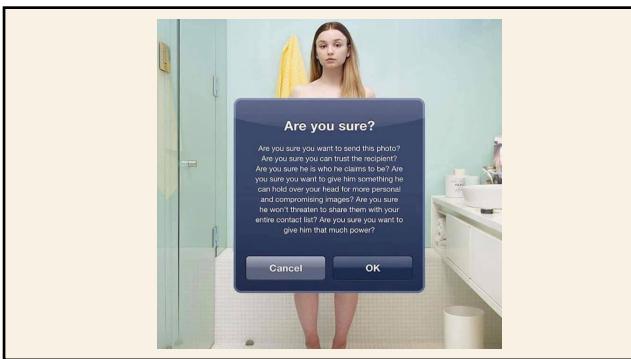 Are you sure?
Are you sure you want to send this photo?
Are you sure you can trust the recipient?
Are you sure he is who he claims to be? Are
you sure you want to give him something he
can hold over your head for more personal
and compromising images? Are you sure
he won't threaten to share them with your
entire contact list? Are you sure you want to
give him that much power?
Cancel OK